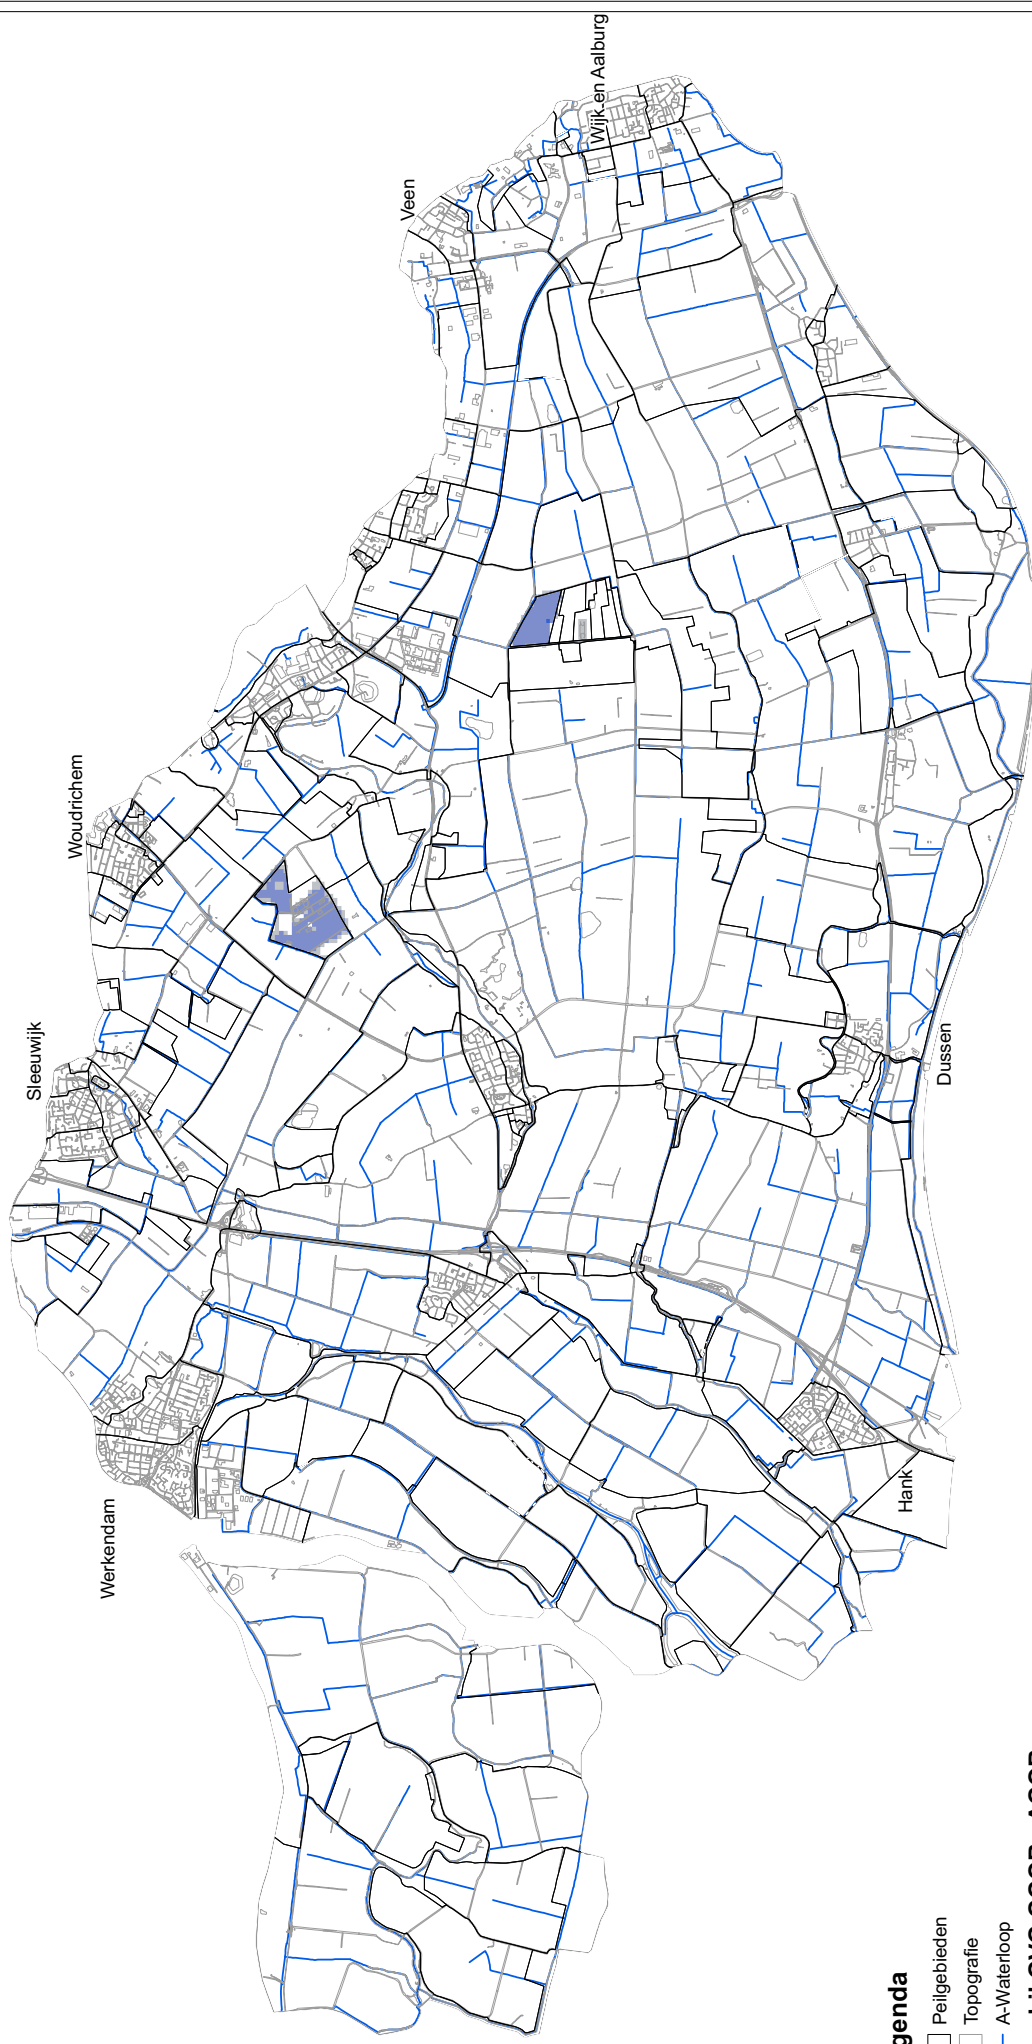 Werkendam
Sleeuwijk
Woudrichem
Veen
Wijk en Aalburg
Hank
Dussen
genda
Peilgebieden
Topografie
A-Waterloop